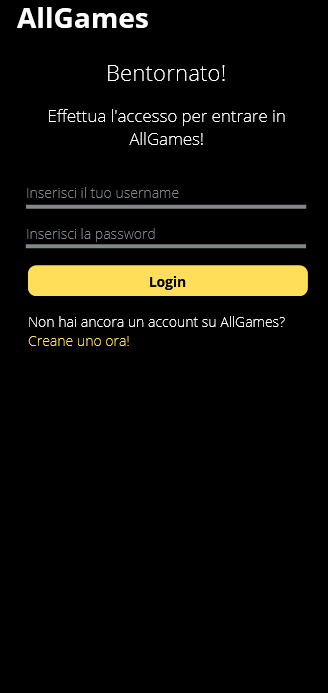 AllGames
Bentornato!
Effettua l'accesso per entrare in
AllGames!
Inserisci il tuo username
Inserisci la password
Login
Non hai ancora un account su AllGames?
Creane uno ora!